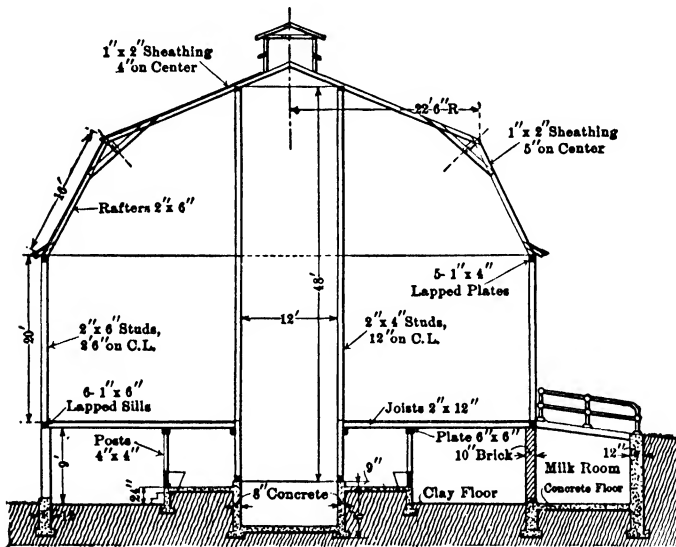 1" x 2" Sheathing
4" on Center
22' 6" R
1" x 2" Sheathing
5" on Center
16'
Rafters 2" x 6"
5- 1" x 4"
Lapped Plates
48'
12'
20'
2" x 6" Studs,
2' 6" on C.L.
2" x 4" Studs,
12" on C.L.
6- 1" x 6"
Lapped Sills
Joists 2" x 12"
9'
Posts
4" x 4"
Plate 6" x 6"
10" Brick
12"
9"
Milk Room
24"
8" Concrete
Clay Floor
Concrete Floor